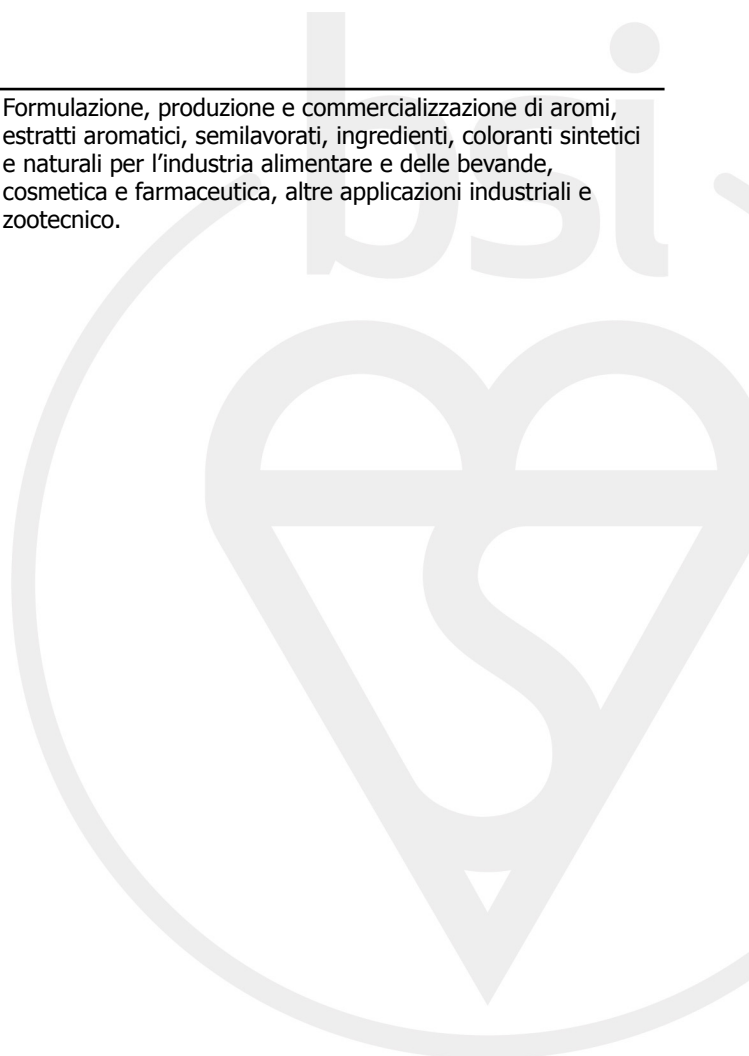 bsi
Formulazione, produzione e commercializzazione di aromi,
estratti aromatici, semilavorati, ingredienti, coloranti sintetici
e naturali per l'industria alimentare e delle bevande,
cosmetica e farmaceutica, altre applicazioni industriali e
zootecnico.